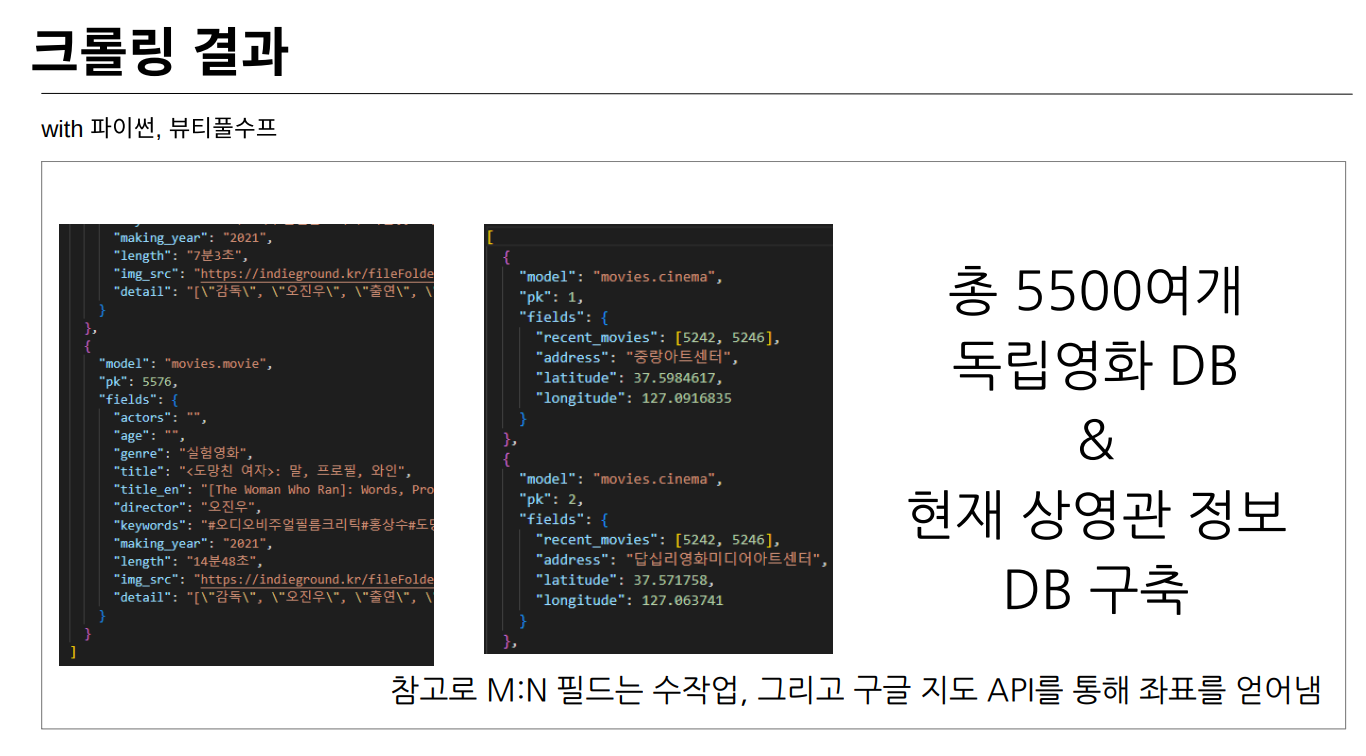 크롤링 결과
with 파이썬, 뷰티풀수프
"making_year": "2021",
"length": "7분3초",
"img_src": "https://indieground.kr/fileFolde
"detail": "[\"감독\", \"오진우\", \"출연\", \
}
},
{
"model": "movies.movie",
"pk": 5576,
"fields": {
"actors": "",
"age": "",
"genre": "실험영화",
"title": "<도망친 여자>: 말, 프로필, 와인",
"title_en": "[The Woman Who Ran]: Words, Pro
"director": "오진우",
"keywords": "#오디오비주얼필름크리틱#홍상수#도망
"making_year": "2021",
"length": "14분48초",
"img_src": "https://indieground.kr/fileFolde
"detail": "[\"감독\", \"오진우\", \"출연\", \
}
}
]
[
{
"model": "movies.cinema",
"pk": 1,
"fields": {
"recent_movies": [5242, 5246],
"address": "중랑아트센터",
"latitude": 37.5984617,
"longitude": 127.0916835
}
},
{
"model": "movies.cinema",
"pk": 2,
"fields": {
"recent_movies": [5242, 5246],
"address": "답십리영화미디어아트센터",
"latitude": 37.571758,
"longitude": 127.063741
}
},
총 5500여개
독립영화 DB
&
현재 상영관 정보
DB 구축
참고로 M:N 필드는 수작업, 그리고 구글 지도 API를 통해 좌표를 얻어냄